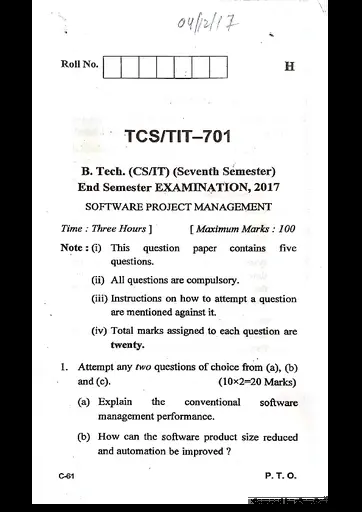 04/12/17
Roll No.
H
TCS/TIT–701
B. Tech. (CS/IT) (Seventh Semester)
End Semester EXAMINATION, 2017
SOFTWARE PROJECT MANAGEMENT
Time : Three Hours ] [ Maximum Marks : 100
Note : (i) This question paper contains five
questions.
(ii) All questions are compulsory.
(iii) Instructions on how to attempt a question
are mentioned against it.
(iv) Total marks assigned to each question are
twenty.
1. Attempt any two questions of choice from (a), (b)
and (c). (10×2=20 Marks)
(a) Explain the conventional software
management performance.
(b) How can the software product size reduced
and automation be improved ?
C-61 P. T. O.